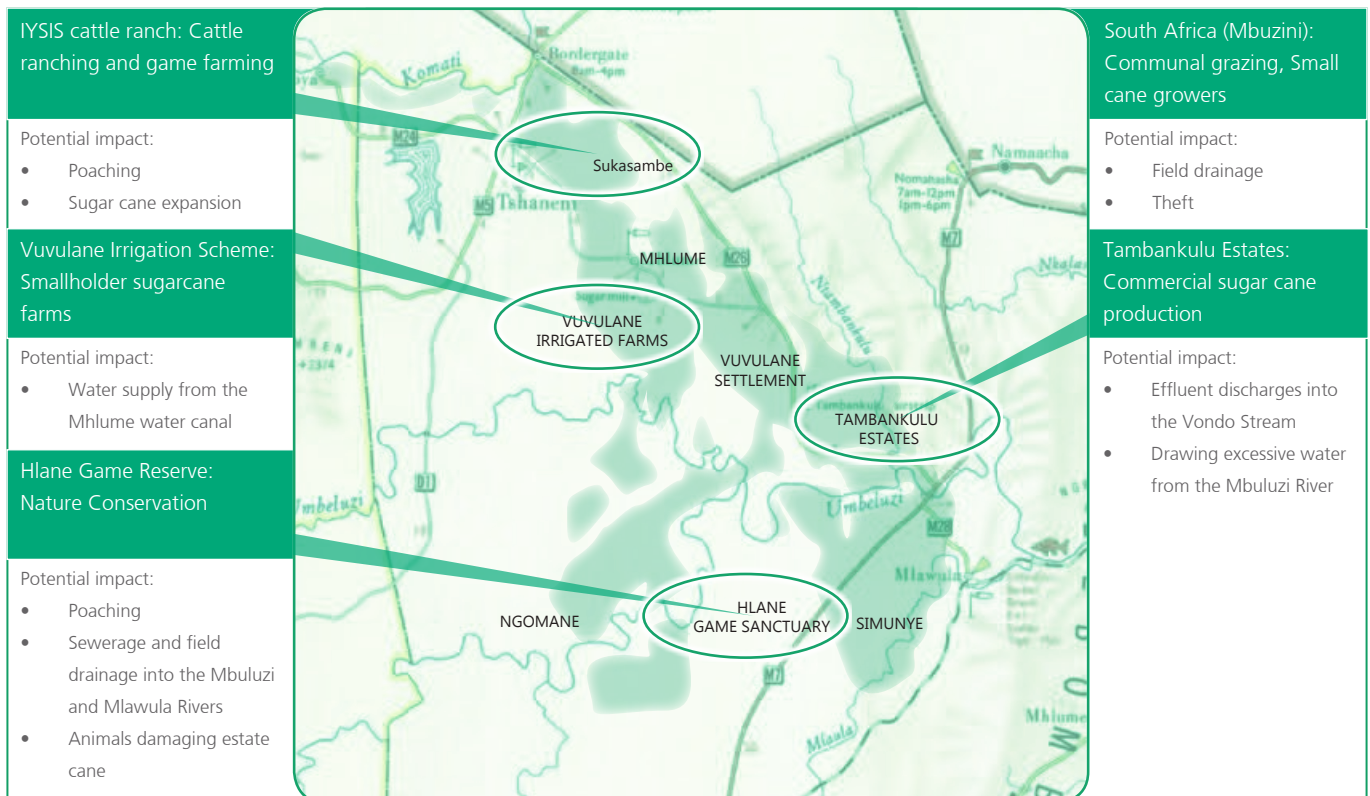 IYSIS cattle ranch: Cattle
ranching and game farming
Potential impact:
• Poaching
• Sugar cane expansion
Vuvulane Irrigation Scheme:
Smallholder sugarcane
farms
Potential impact:
• Water supply from the
Mhlume water canal
Hlane Game Reserve:
Nature Conservation
Potential impact:
• Poaching
• Sewerage and field
drainage into the Mbuluzi
and Mlawula Rivers
• Animals damaging estate
cane
Bordergate
8am-4pm
Komati
M24
Sukasambe
Namaacha
Nomahasha
7am-12pm
1pm-6pm
M5
Tshaneni
M7
MHLUME
M26
Sugar mill
VUVULANE
IRRIGATED FARMS
VUVULANE
SETTLEMENT
TAMBANKULU
ESTATES
D1
Umbeluzi
Umbeluzi
M28
Mlawula
NGOMANE
HLANE
GAME SANCTUARY
SIMUNYE
M7
Mhlume
Mlaula
South Africa (Mbuzini):
Communal grazing, Small
cane growers
Potential impact:
• Field drainage
• Theft
Tambankulu Estates:
Commercial sugar cane
production
Potential impact:
• Effluent discharges into
the Vondo Stream
• Drawing excessive water
from the Mbuluzi River